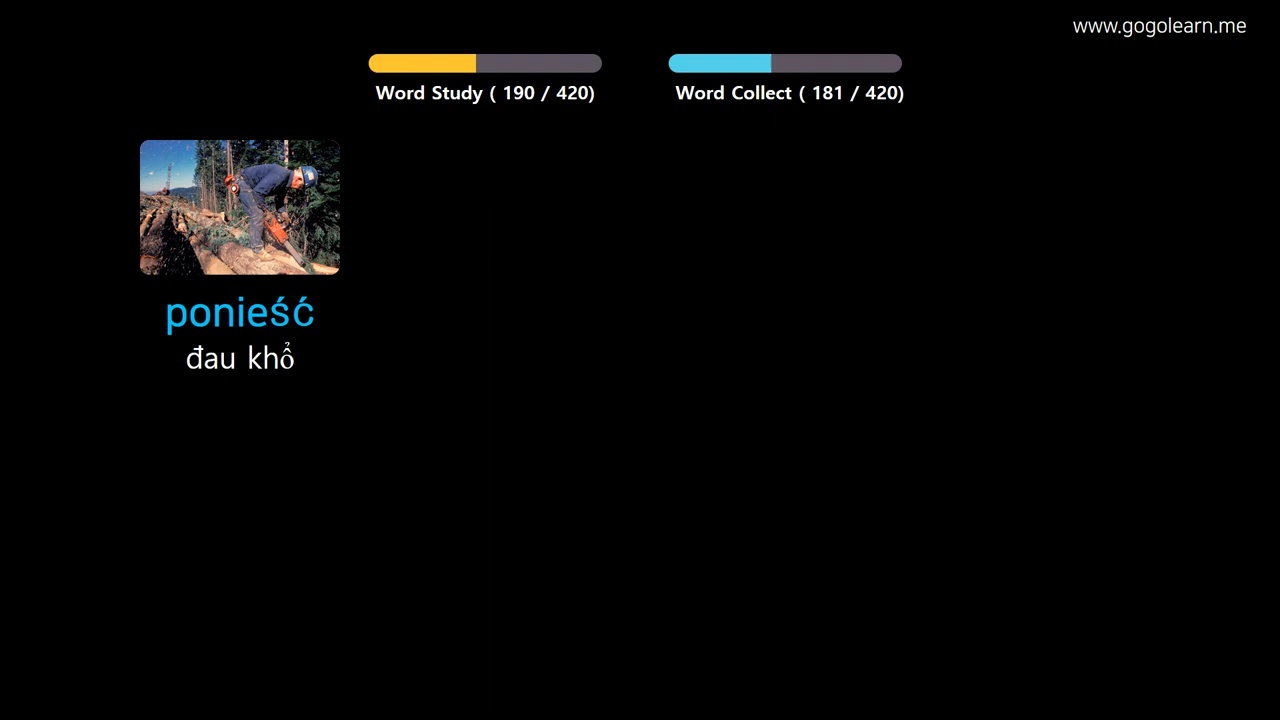 www.gogolearn.me
Word Study ( 190 / 420)
Word Collect ( 181 / 420)
ponieść
đau khổ